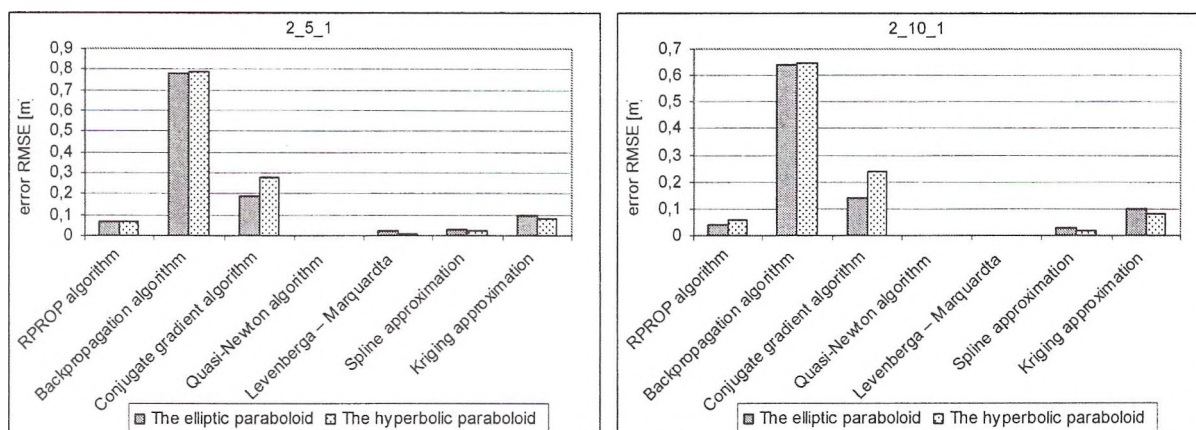 2_5_1
error RMSE [m]
0,9
0,8
0,7
0,6
0,5
0,4
0,3
0,2
0,1
0
RPROP algorithm
Backpropagation algorithm
Conjugate gradient algorithm
Quasi-Newton algorithm
Levenberga – Marquardta
Spline approximation
Kriging approximation
The elliptic paraboloid
The hyperbolic paraboloid
2_10_1
error RMSE [m]
0,7
0,6
0,5
0,4
0,3
0,2
0,1
0
RPROP algorithm
Backpropagation algorithm
Conjugate gradient algorithm
Quasi-Newton algorithm
Levenberga – Marquardta
Spline approximation
Kriging approximation
The elliptic paraboloid
The hyperbolic paraboloid